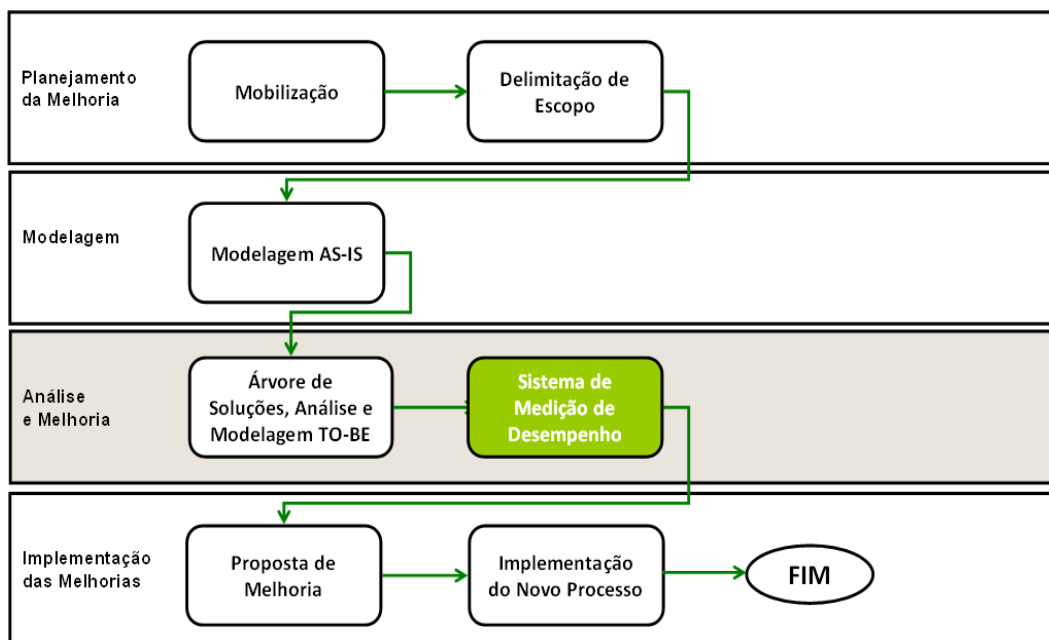 Planejamento
da Melhoria
Mobilização
Delimitação de
Escopo
Modelagem
Modelagem AS-IS
Análise
e Melhoria
Árvore de
Soluções, Análise e
Modelagem TO-BE
Sistema de
Medição de
Desempenho
Implementação
das Melhorias
Proposta de
Melhoria
Implementação
do Novo Processo
FIM